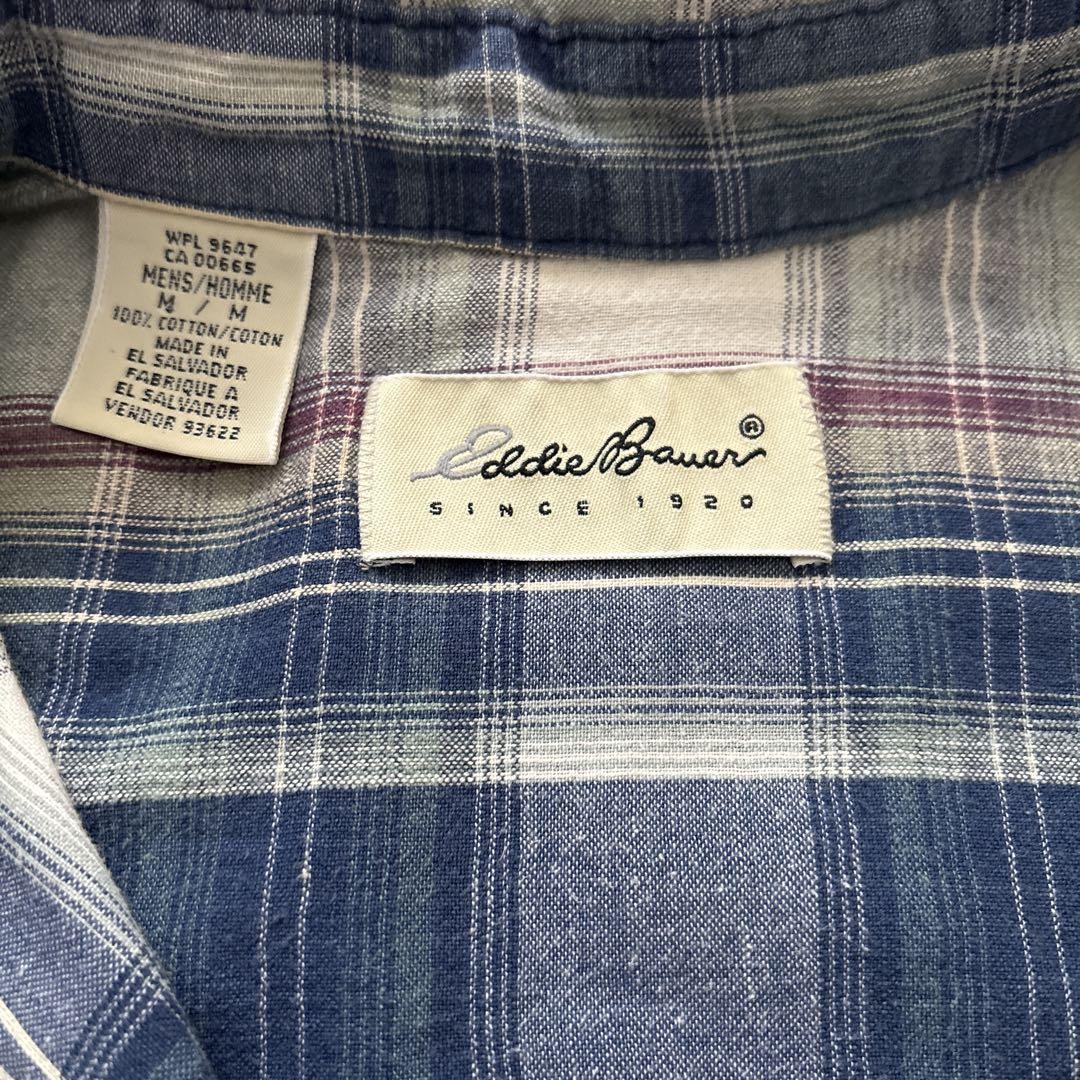 WPL 9647
CA 00665
MENS/HOMME
M / M
100% COTTON/COTON
MADE IN
EL SALVADOR
FABRIQUE A
EL SALVADOR
VENDOR 93622
Eddie Bauer®
SINCE 1920